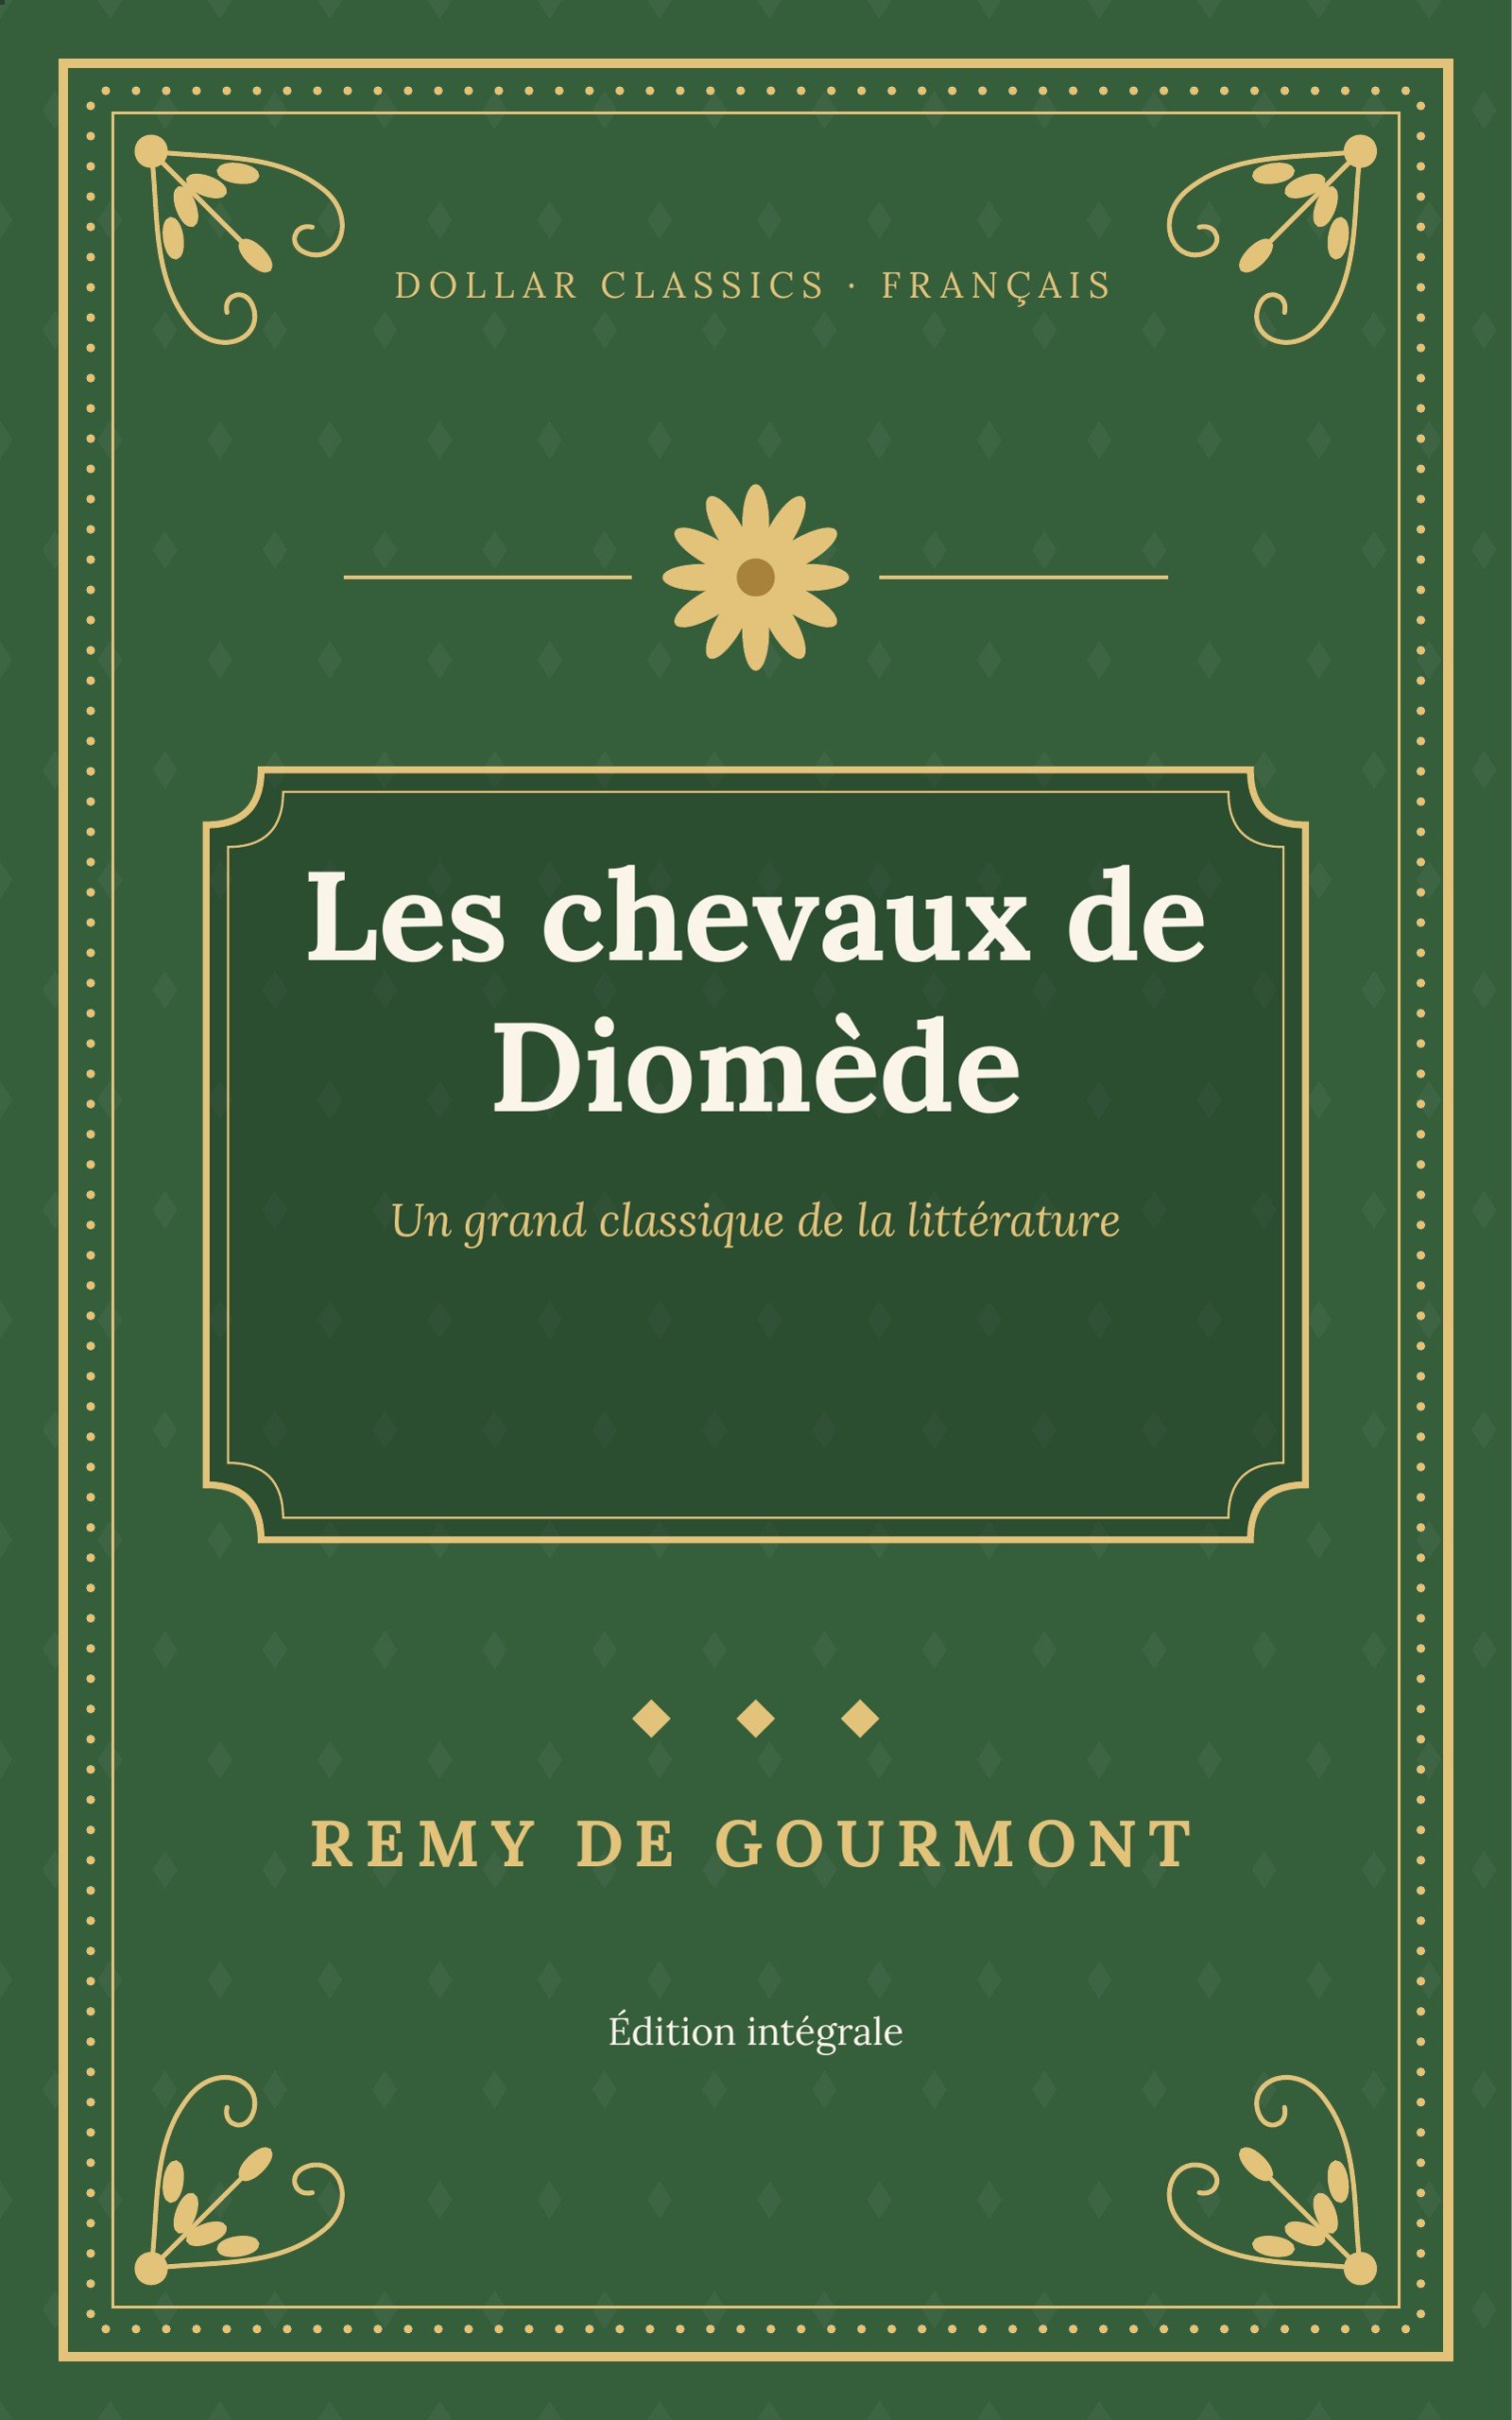 DOLLAR CLASSICS · FRANÇAIS
Les chevaux de
Diomède
Un grand classique de la littérature
REMY DE GOURMONT
Édition intégrale